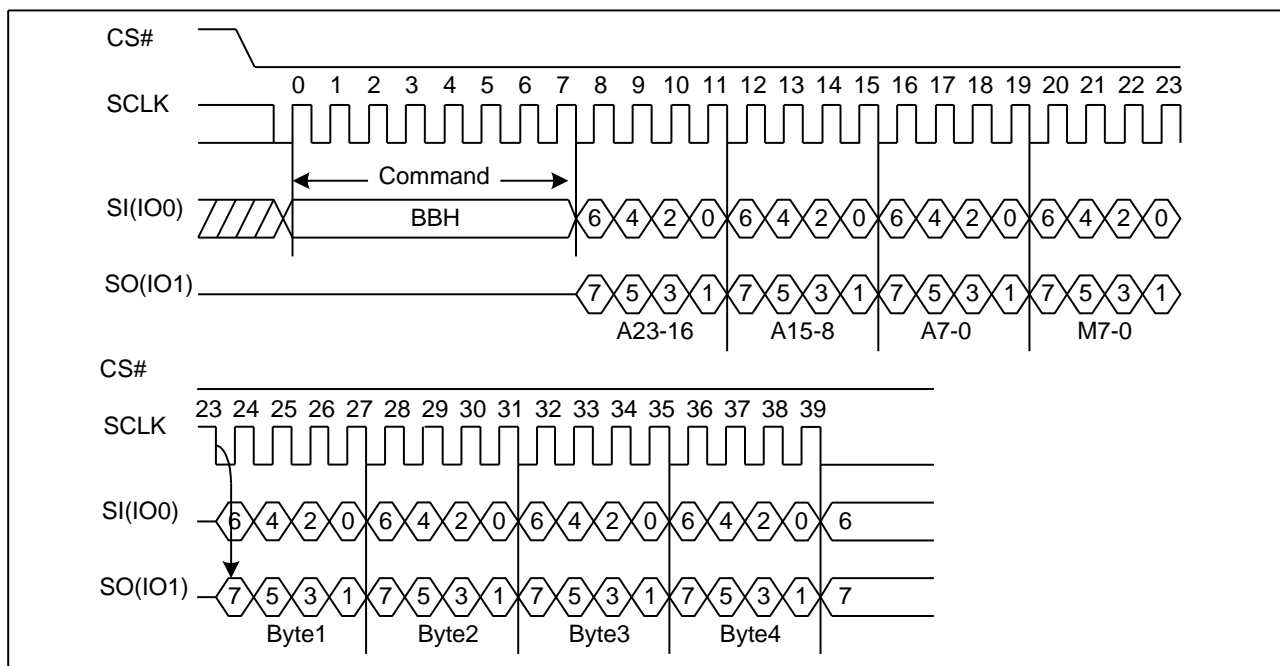 CS#
0 1 2 3 4 5 6 7 8 9 10 11 12 13 14 15 16 17 18 19 20 21 22 23
SCLK
Command
SI(IO0) BBH 6 4 2 0 6 4 2 0 6 4 2 0 6 4 2 0
SO(IO1) 7 5 3 1 7 5 3 1 7 5 3 1 7 5 3 1
A23-16 A15-8 A7-0 M7-0
CS#
23 24 25 26 27 28 29 30 31 32 33 34 35 36 37 38 39
SCLK
SI(IO0) 6 4 2 0 6 4 2 0 6 4 2 0 6 4 2 0 6
SO(IO1) 7 5 3 1 7 5 3 1 7 5 3 1 7 5 3 1 7
Byte1 Byte2 Byte3 Byte4